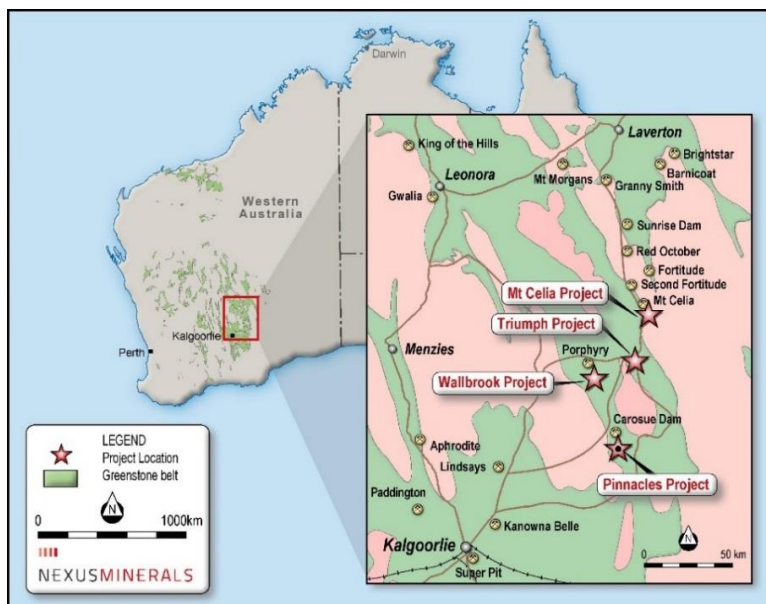 Darwin
Western
Australia
Kalgoorlie
Perth
LEGEND
Project Location
Greenstone belt
N
0 1000km
NEXUSMINERALS
King of the Hills
Laverton
Brightstar
Barnicoat
Leonora
Mt Morgans
Granny Smith
Gwalia
Sunrise Dam
Red October
Fortitude
Second Fortitude
Mt Celia Project
Mt Celia
Triumph Project
Menzies
Porphyry
Wallbrook Project
Carosue Dam
Aphrodite
Lindsays
Pinnacles Project
Paddington
Kanowna Belle
N
Kalgoorlie
0 50 km
Super Pit